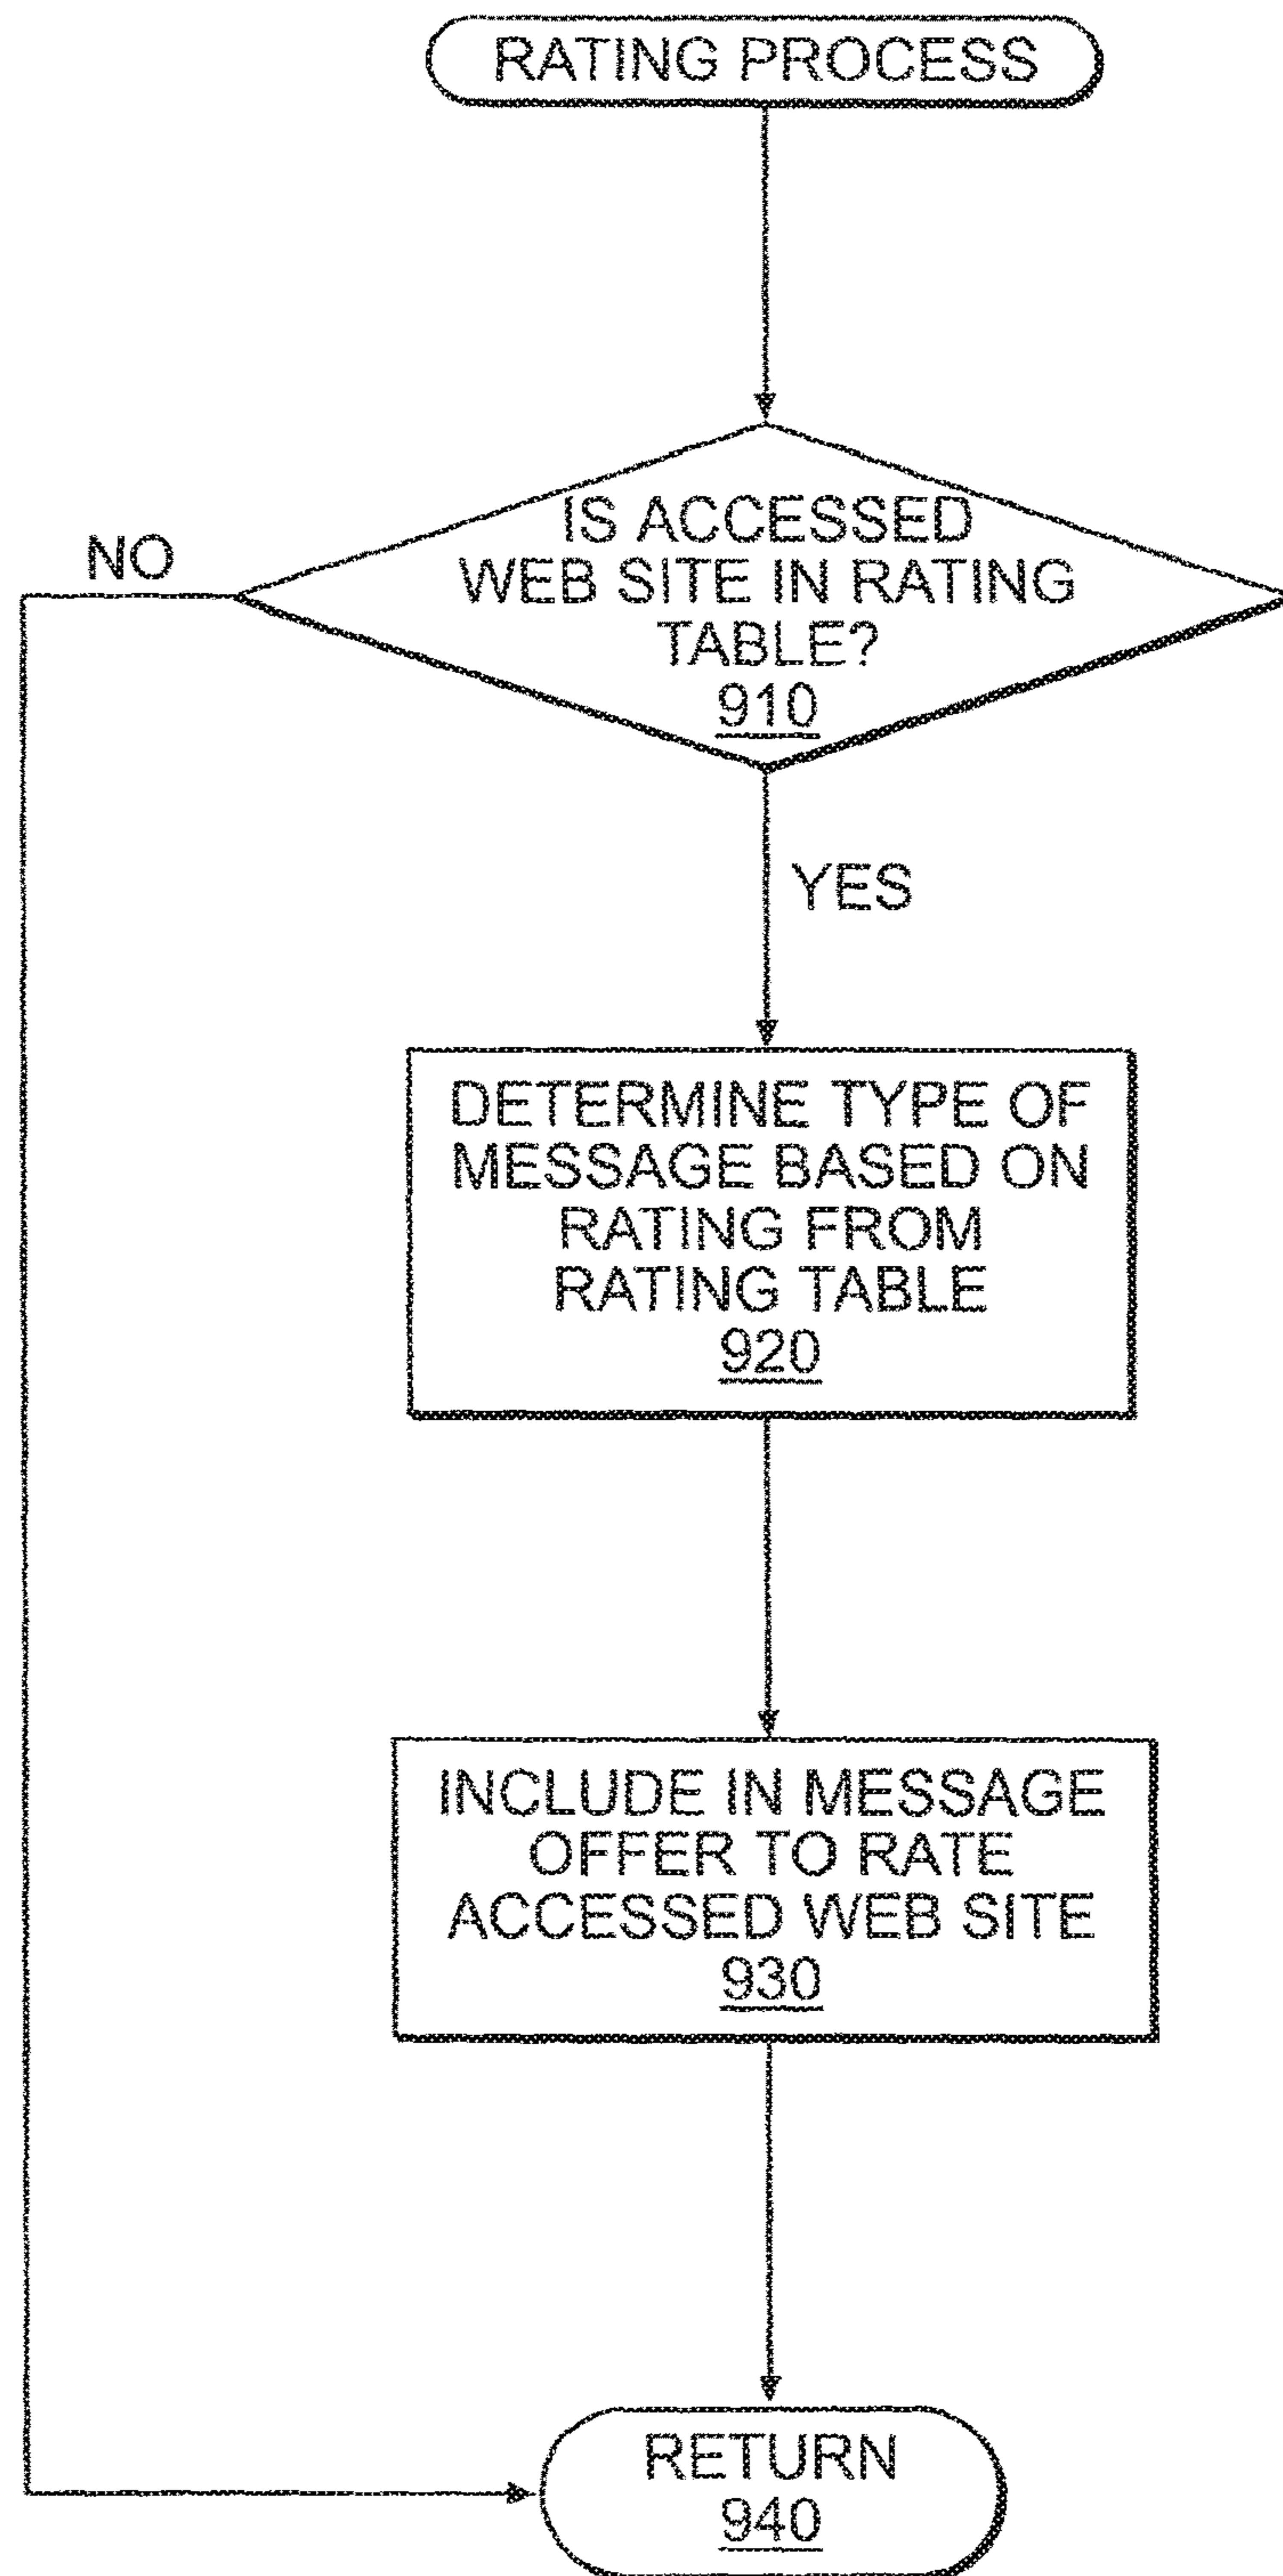 RATING PROCESS
IS ACCESSED
WEB SITE IN RATING
TABLE?
910
NO
YES
DETERMINE TYPE OF
MESSAGE BASED ON
RATING FROM
RATING TABLE
920
INCLUDE IN MESSAGE
OFFER TO RATE
ACCESSED WEB SITE
930
RETURN
940